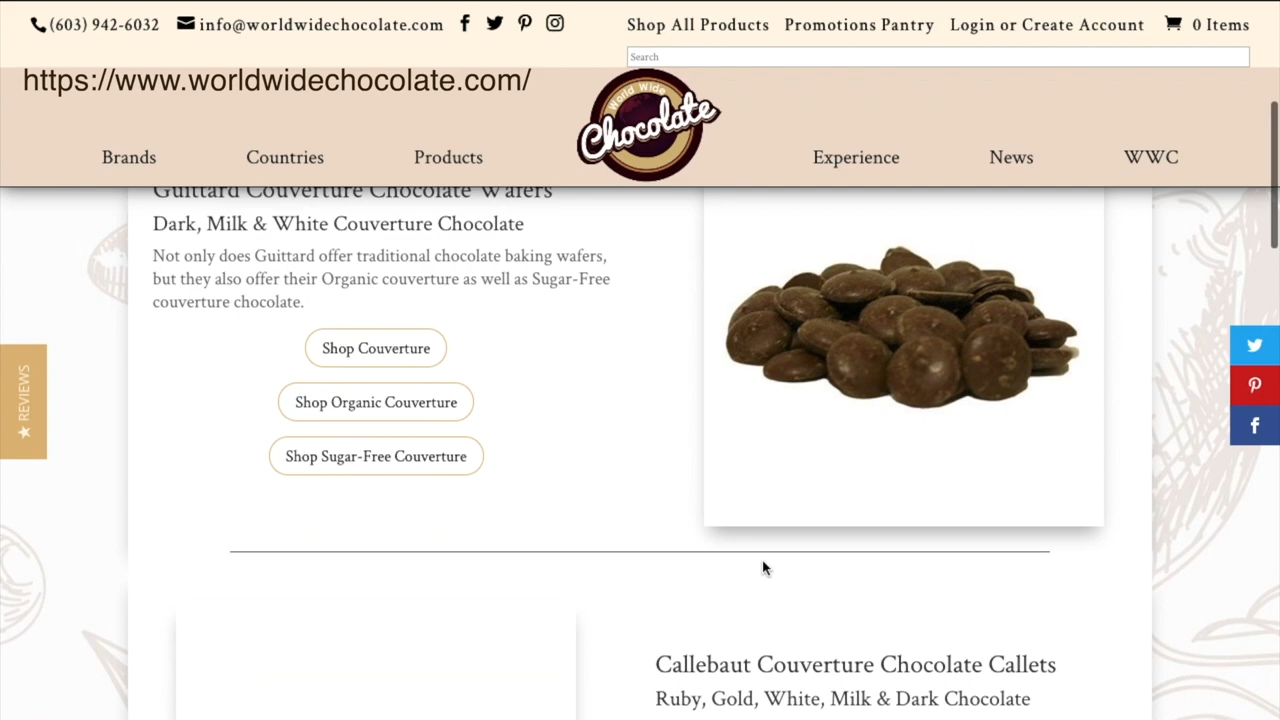 (603) 942-6032 info@worldwidechocolate.com Shop All Products Promotions Pantry Login or Create Account 0 Items
Search
https://www.worldwidechocolate.com/
World Wide
Chocolate
Brands Countries Products Experience News WWC
Guittard Couverture Chocolate Wafers
Dark, Milk & White Couverture Chocolate
Not only does Guittard offer traditional chocolate baking wafers,
but they also offer their Organic couverture as well as Sugar-Free
couverture chocolate.
Shop Couverture
Shop Organic Couverture
Shop Sugar-Free Couverture
★ REVIEWS
Callebaut Couverture Chocolate Callets
Ruby, Gold, White, Milk & Dark Chocolate